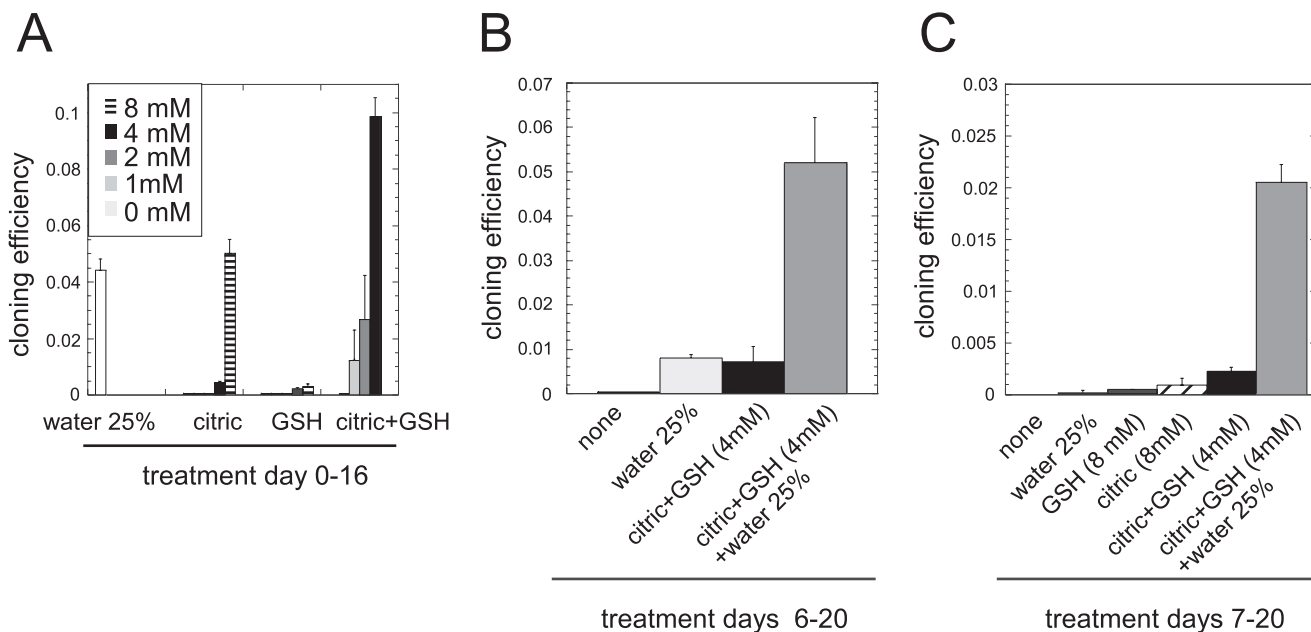 A
cloning efficiency
0.1
0.08
0.06
0.04
0.02
0
8 mM
4 mM
2 mM
1mM
0 mM
water 25%
citric
GSH
citric+GSH
treatment day 0-16
B
cloning efficiency
0.07
0.06
0.05
0.04
0.03
0.02
0.01
0
none
water 25%
citric+GSH (4mM)
citric+GSH (4mM)
+water 25%
treatment days 6-20
C
cloning efficiency
0.03
0.025
0.02
0.015
0.01
0.005
0
none
water 25%
GSH (8 mM)
citric (8mM)
citric+GSH (4mM)
citric+GSH (4mM)
+water 25%
treatment days 7-20